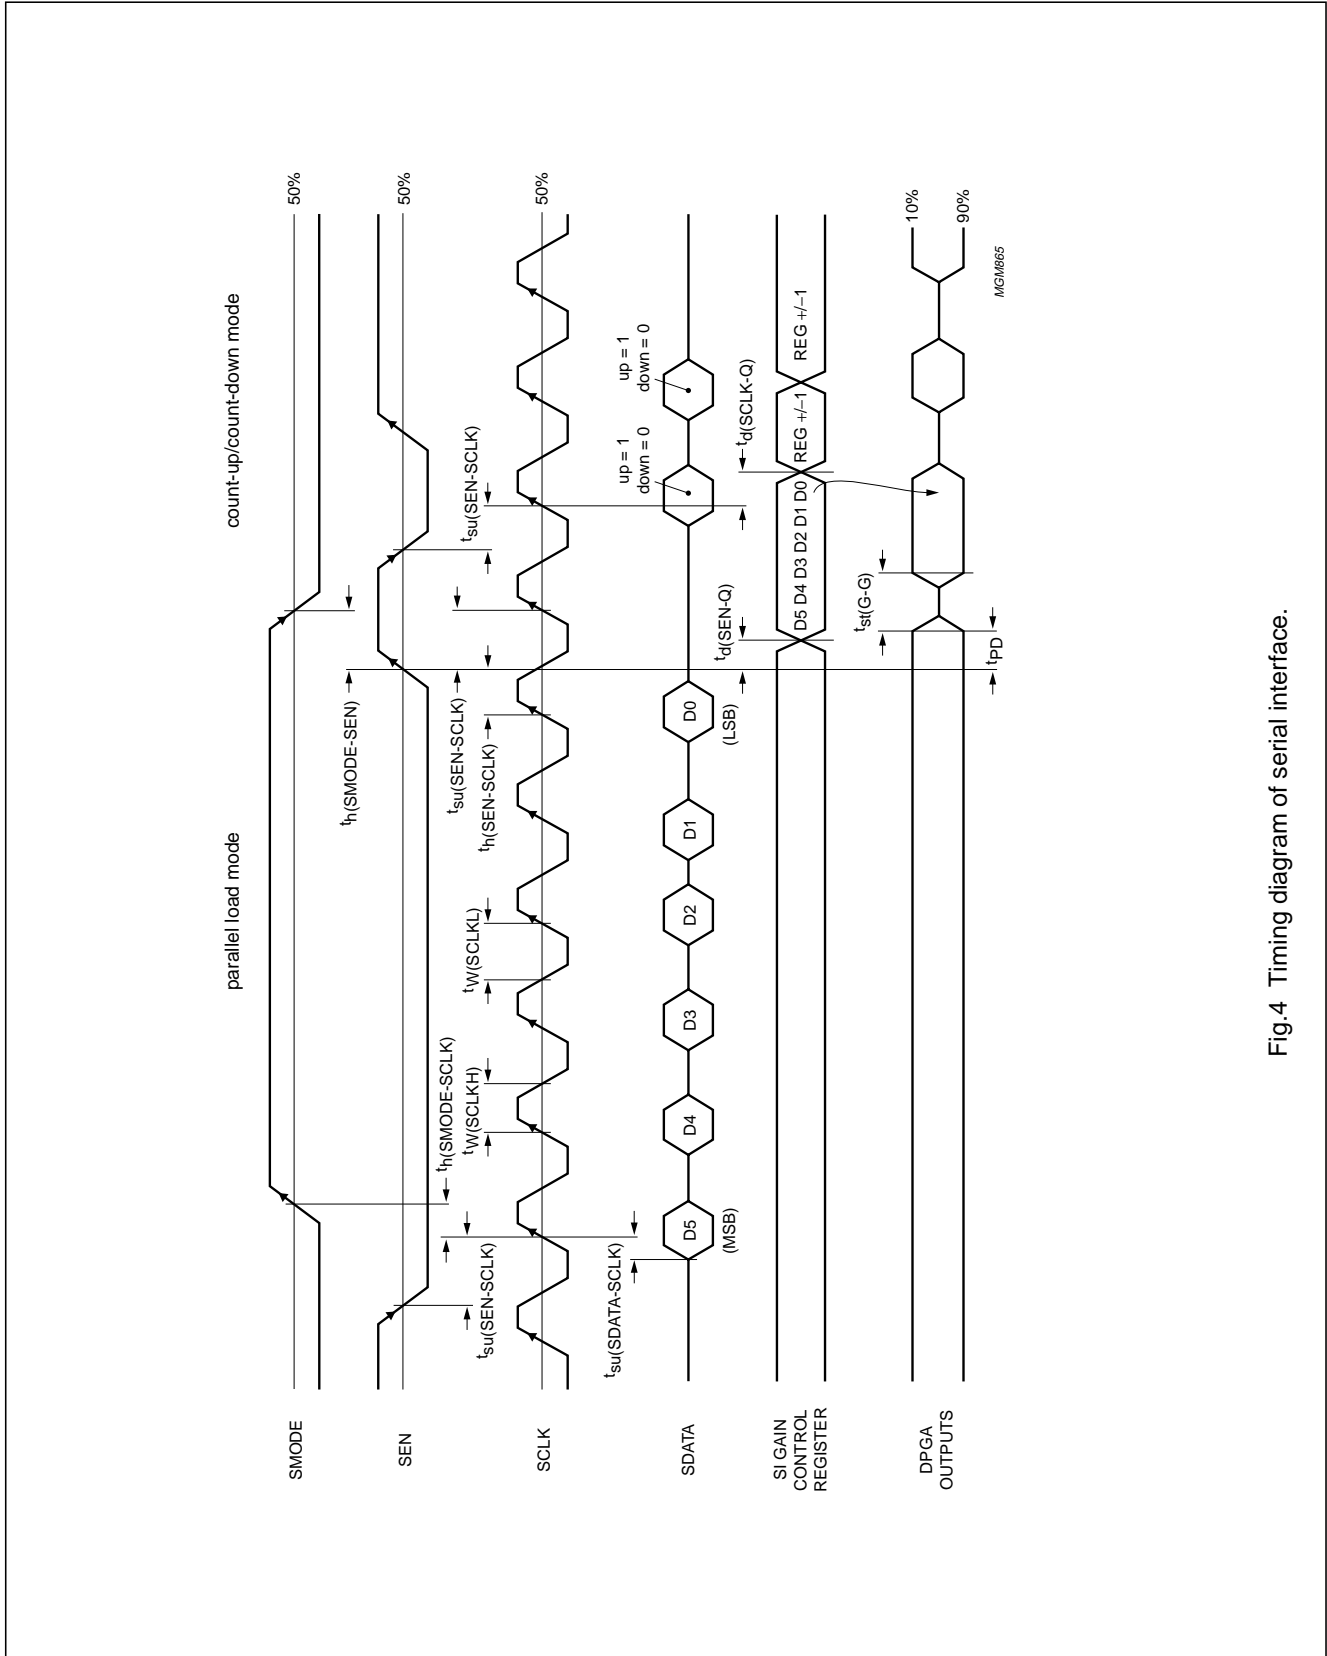 parallel load mode
count-up/count-down mode
SMODE
50%
th(SMODE-SEN)
SEN
50%
tsu(SEN-SCLK)
th(SMODE-SCLK)
tsu(SEN-SCLK)
tW(SCLKH)
tW(SCLKL)
th(SEN-SCLK)
tsu(SEN-SCLK)
SCLK
50%
tsu(SDATA-SCLK)
up = 1
down = 0
up = 1
down = 0
SDATA
D5
D4
D3
D2
D1
D0
(MSB)
(LSB)
td(SEN-Q)
td(SCLK-Q)
SI GAIN
CONTROL
REGISTER
D5 D4 D3 D2 D1 D0
REG +/−1
REG +/−1
tst(G-G)
DPGA
OUTPUTS
10%
90%
tPD
MGM865
Fig.4 Timing diagram of serial interface.